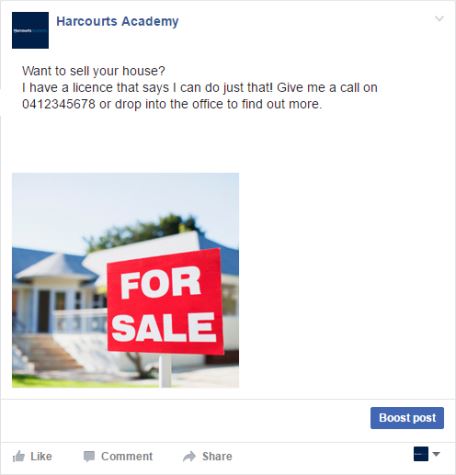 Harcourts Academy
Want to sell your house?
I have a licence that says I can do just that! Give me a call on
0412345678 or drop into the office to find out more.
FOR
SALE
Boost post
Like Comment Share